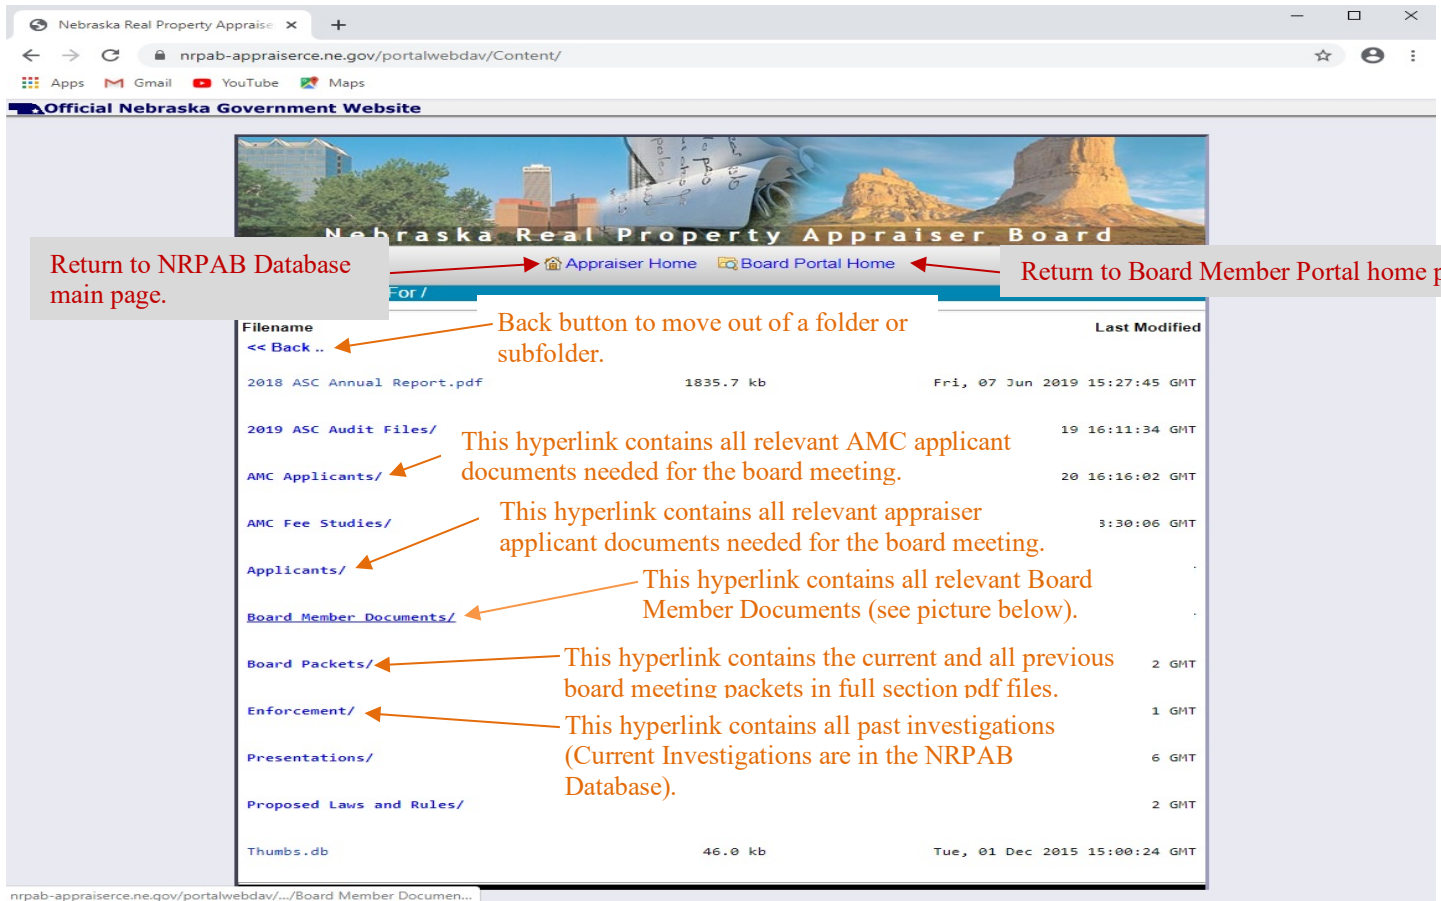 Nebraska Real Property Appraise
nrpab-appraiserce.ne.gov/portalwebdav/Content/
Apps Gmail YouTube Maps
Official Nebraska Government Website
Nebraska Real Property Appraiser Board
Return to NRPAB Database
main page.
Appraiser Home Board Portal Home
Return to Board Member Portal home p
For /
Filename Last Modified
<< Back ..
Back button to move out of a folder or
subfolder.
2018 ASC Annual Report.pdf 1835.7 kb Fri, 07 Jun 2019 15:27:45 GMT
2019 ASC Audit Files/ 19 16:11:34 GMT
This hyperlink contains all relevant AMC applicant
documents needed for the board meeting.
AMC Applicants/ 20 16:16:02 GMT
This hyperlink contains all relevant appraiser
applicant documents needed for the board meeting.
AMC Fee Studies/ :30:06 GMT
Applicants/
This hyperlink contains all relevant Board
Member Documents (see picture below).
Board Member Documents/
This hyperlink contains the current and all previous
board meeting packets in full section pdf files.
Board Packets/ 2 GMT
Enforcement/ 1 GMT
This hyperlink contains all past investigations
(Current Investigations are in the NRPAB
Database).
Presentations/ 6 GMT
Proposed Laws and Rules/ 2 GMT
Thumbs.db 46.0 kb Tue, 01 Dec 2015 15:00:24 GMT
nrpab-appraiserce.ne.gov/portalwebdav/.../Board Member Documen...